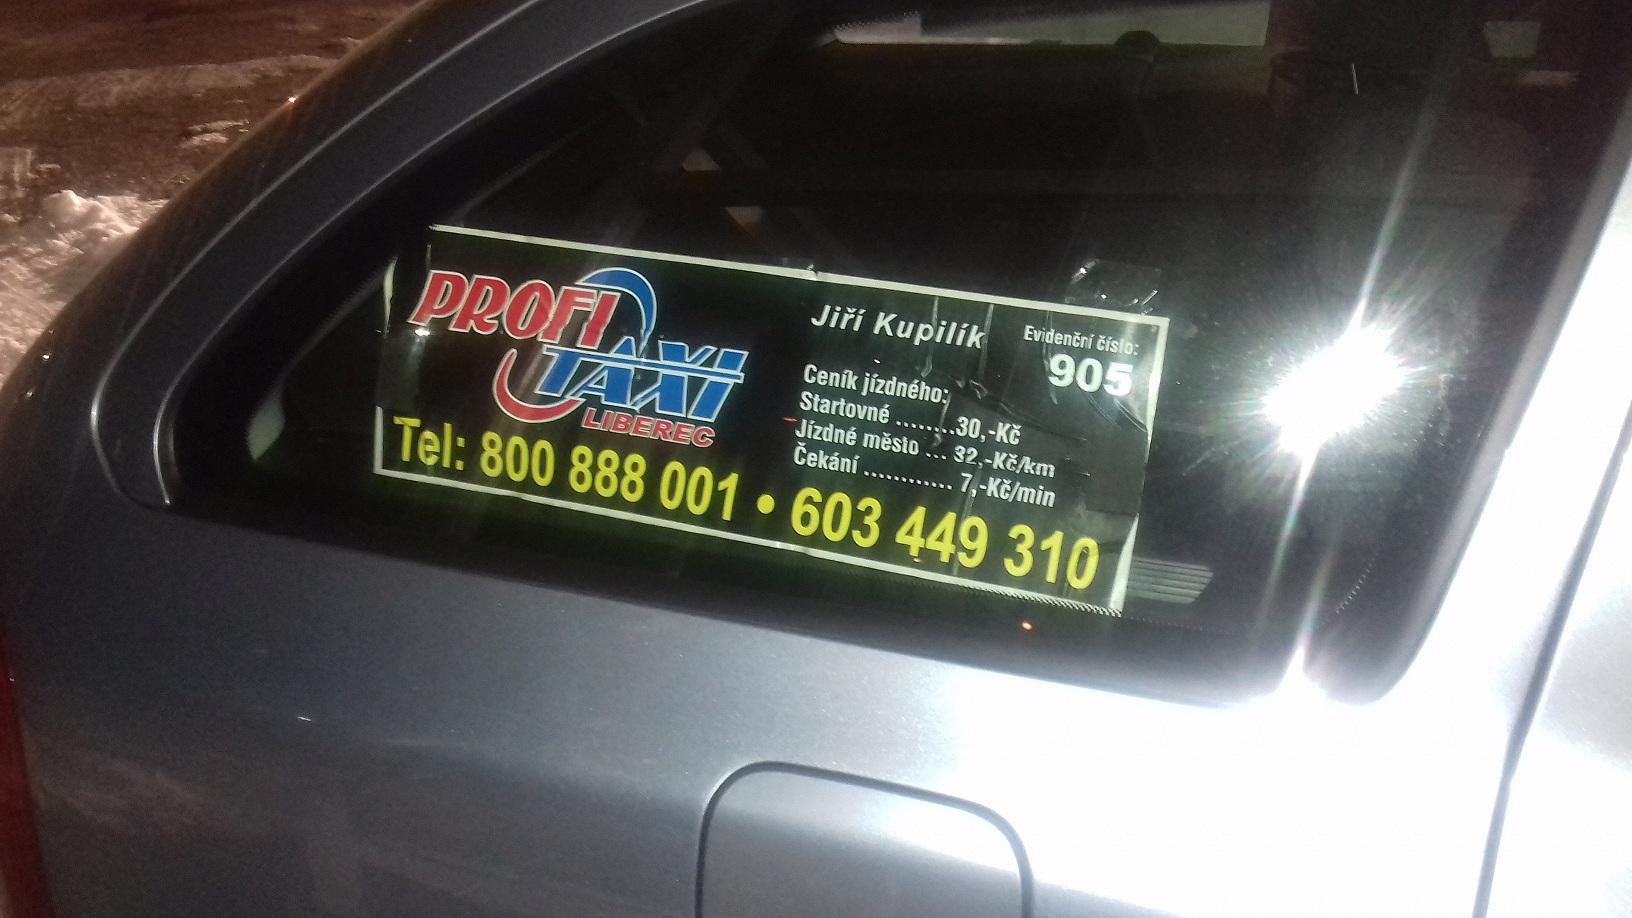 PROFI
TAXI
LIBEREC
Jiří Kupilík
Evidenční číslo:
905
Ceník jízdného:
Startovné ........30,-Kč
Jízdné město ... 32,-Kč/km
Čekání ............ 7,-Kč/min
Tel: 800 888 001 • 603 449 310